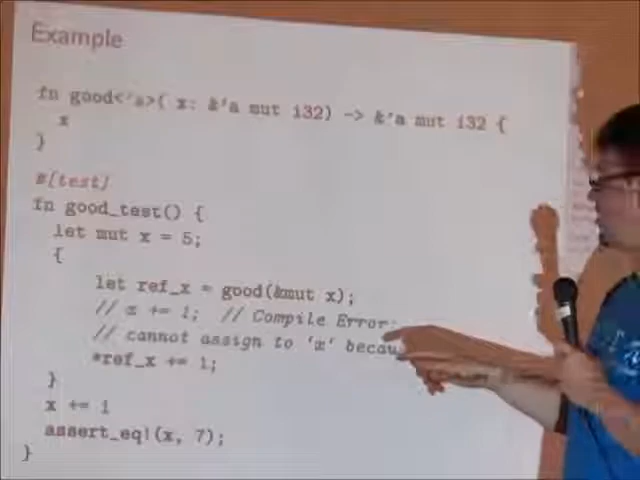 Example
fn good<'a>( x: &'a mut i32) -> &'a mut i32 {
x
}
#[test]
fn good_test() {
let mut x = 5;
{
let ref_x = good(&mut x);
// x += 1; // Compile Error:
// cannot assign to 'x' becau
*ref_x += 1;
}
x += 1
assert_eq!(x, 7);
}